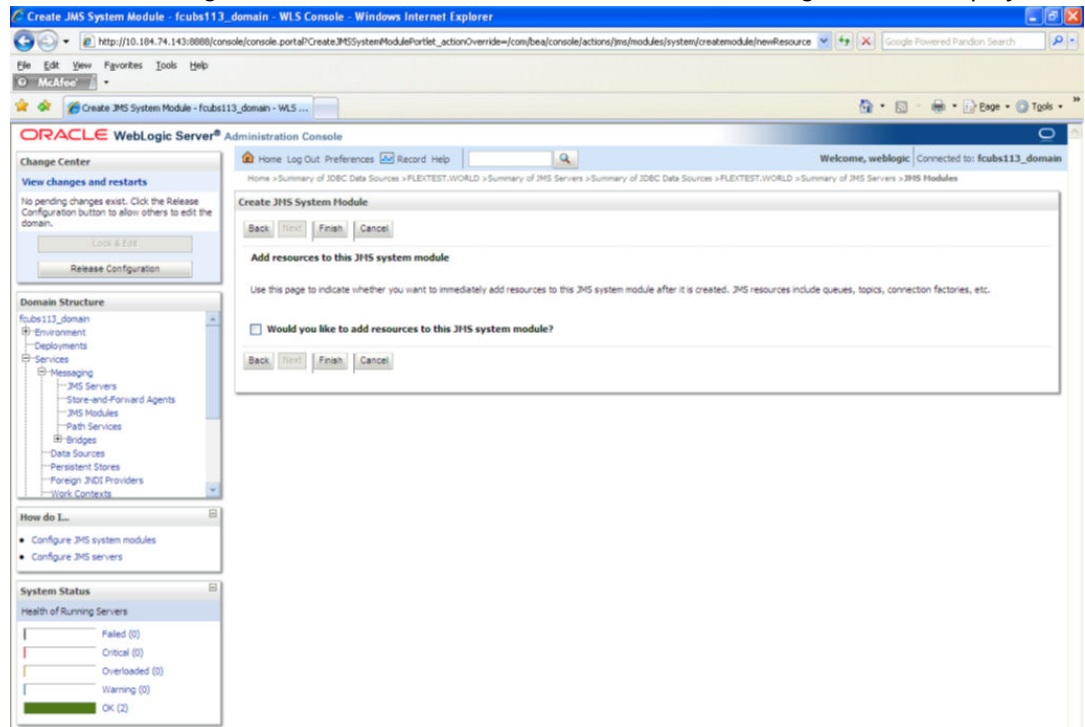 Create JMS System Module - fcubs113_domain - WLS Console - Windows Internet Explorer
http://10.184.74.143:8888/console/console.portal?CreateJMSSystemModulePortlet_actionOverride=/com/bea/console/actions/jms/modules/system/createmodule/newResource
Google Powered Pandion Search
File Edit View Favorites Tools Help
McAfee
Create JMS System Module - fcubs113_domain - WLS ...
Page Tools
ORACLE WebLogic Server® Administration Console
Change Center
View changes and restarts
No pending changes exist. Click the Release
Configuration button to allow others to edit the
domain.
Lock & Edit
Release Configuration
Domain Structure
fcubs113_domain
Environment
Deployments
Services
Messaging
JMS Servers
Store-and-Forward Agents
JMS Modules
Path Services
Bridges
Data Sources
Persistent Stores
Foreign JNDI Providers
Work Contexts
How do I...
Configure JMS system modules
Configure JMS servers
System Status
Health of Running Servers
Failed (0)
Critical (0)
Overloaded (0)
Warning (0)
OK (2)
Home Log Out Preferences Record Help
Welcome, weblogic Connected to: fcubs113_domain
Home >Summary of JDBC Data Sources >FLEXTEST.WORLD >Summary of JMS Servers >Summary of JDBC Data Sources >FLEXTEST.WORLD >Summary of JMS Servers >JMS Modules
Create JMS System Module
Back Next Finish Cancel
Add resources to this JMS system module
Use this page to indicate whether you want to immediately add resources to this JMS system module after it is created. JMS resources include queues, topics, connection factories, etc.
Would you like to add resources to this JMS system module?
Back Next Finish Cancel